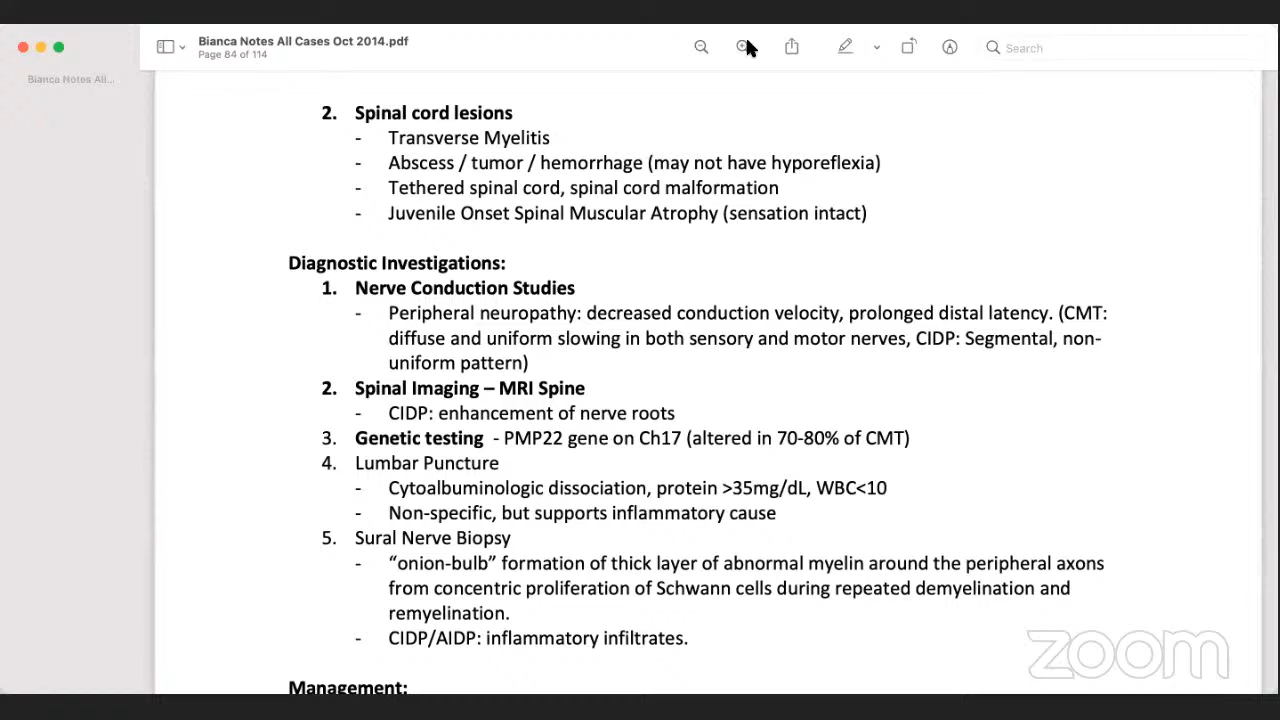 Bianca Notes All Cases Oct 2014.pdf
Page 84 of 114
Search
Bianca Notes All...
2. Spinal cord lesions
- Transverse Myelitis
- Abscess / tumor / hemorrhage (may not have hyporeflexia)
- Tethered spinal cord, spinal cord malformation
- Juvenile Onset Spinal Muscular Atrophy (sensation intact)
Diagnostic Investigations:
1. Nerve Conduction Studies
- Peripheral neuropathy: decreased conduction velocity, prolonged distal latency. (CMT:
diffuse and uniform slowing in both sensory and motor nerves, CIDP: Segmental, non-
uniform pattern)
2. Spinal Imaging – MRI Spine
- CIDP: enhancement of nerve roots
3. Genetic testing - PMP22 gene on Ch17 (altered in 70-80% of CMT)
4. Lumbar Puncture
- Cytoalbuminologic dissociation, protein >35mg/dL, WBC<10
- Non-specific, but supports inflammatory cause
5. Sural Nerve Biopsy
- “onion-bulb” formation of thick layer of abnormal myelin around the peripheral axons
from concentric proliferation of Schwann cells during repeated demyelination and
remyelination.
- CIDP/AIDP: inflammatory infiltrates.
Management:
zoom